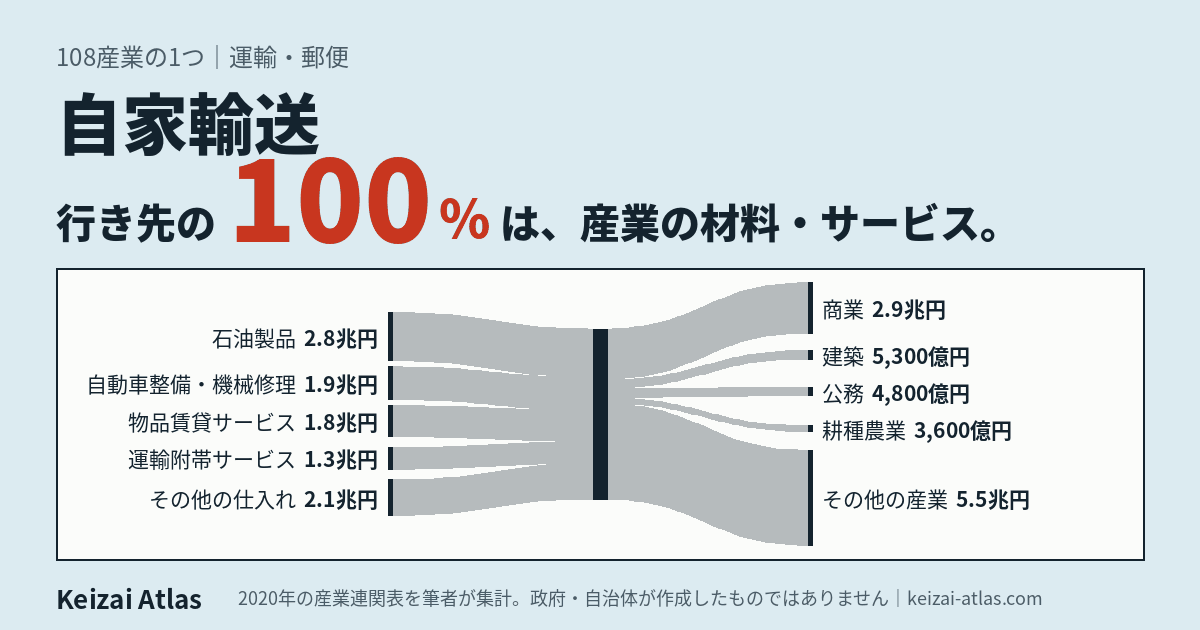 108産業の1つ｜運輸・郵便
自家輸送
行き先の 100 % は、産業の材料・サービス。
石油製品 2.8兆円
自動車整備・機械修理 1.9兆円
物品賃貸サービス 1.8兆円
運輸附帯サービス 1.3兆円
その他の仕入れ 2.1兆円
商業 2.9兆円
建築 5,300億円
公務 4,800億円
耕種農業 3,600億円
その他の産業 5.5兆円
Keizai Atlas 2020年の産業連関表を筆者が集計。政府・自治体が作成したものではありません｜keizai-atlas.com